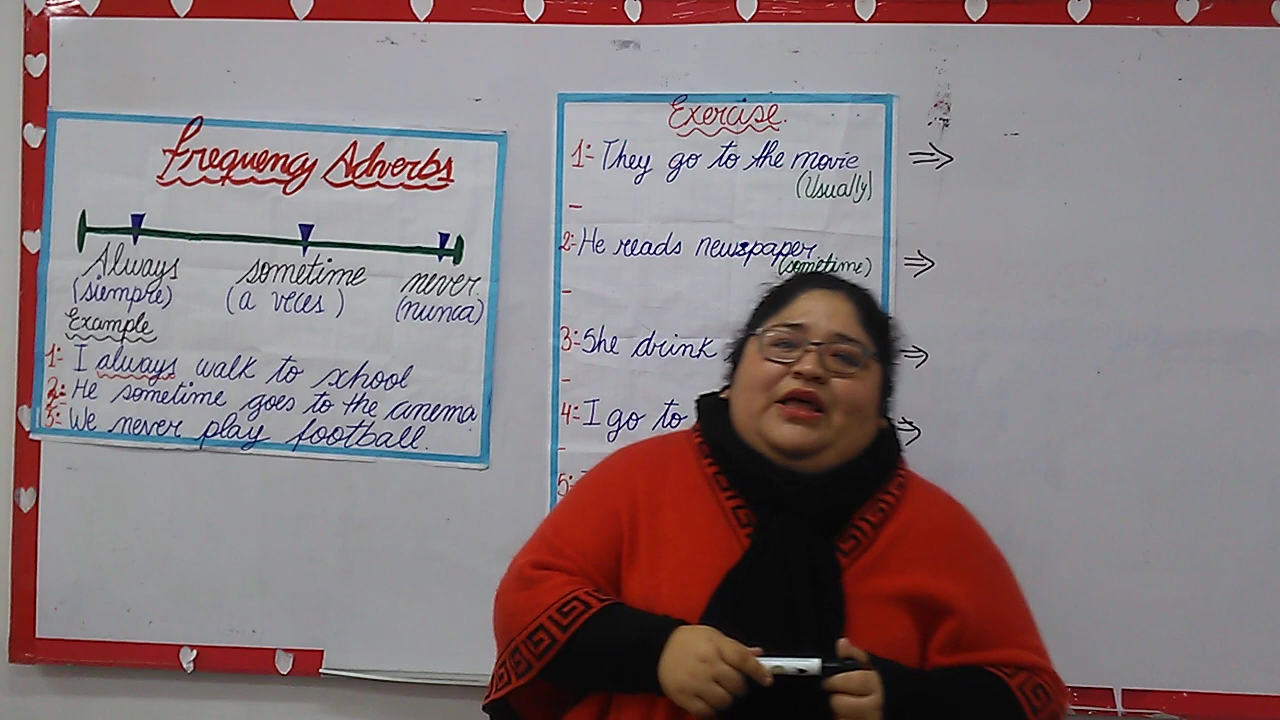 Frequency Adverbs
Always sometime never
(siempre) (a veces) (nunca)
Example
1:- I always walk to school
2:- He sometime goes to the cinema
3:- We never play football.
Exercise.
1:- They go to the movie ⇒
(Usually)
-
2:- He reads newspaper ⇒
(sometime)
-
3:- She drink ⇒
-
4:- I go to ⇒
-
5:-